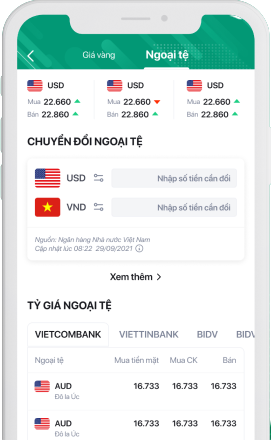 Giá vàng Ngoại tệ
USD USD USD
Mua 22.660 Mua 22.660 Mua 22.660
Bán 22.860 Bán 22.860 Bán 22.860
CHUYỂN ĐỔI NGOẠI TỆ
USD Nhập số tiền cần đổi
VND Nhập số tiền cần đổi
Nguồn: Ngân hàng Nhà nước Việt Nam
Cập nhật lúc 08:22 29/09/2021
Xem thêm
TỶ GIÁ NGOẠI TỆ
VIETCOMBANK VIETTINBANK BIDV BIDV
Ngoại tệ Mua tiền mặt Mua CK Bán
AUD 16.733 16.733 16.733
Đô la Úc
AUD 16.733 16.733 16.733
Đô la Úc